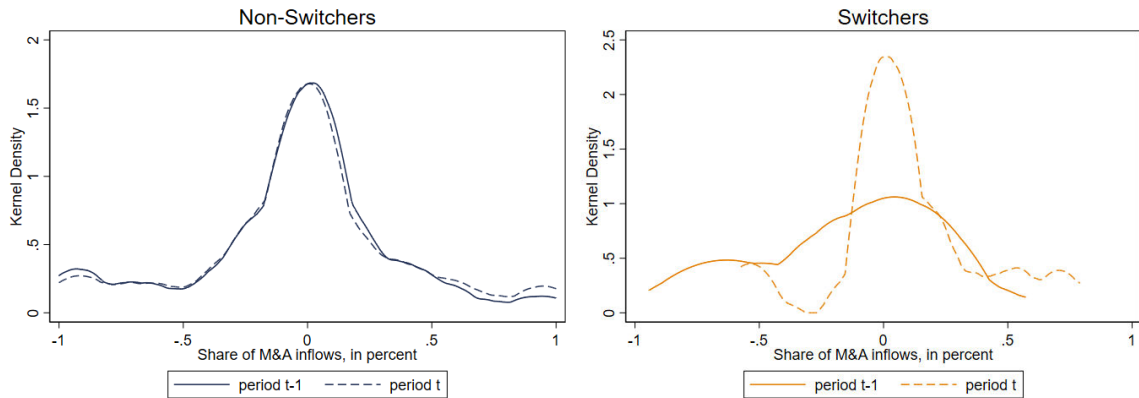 Non-Switchers
Kernel Density
2
1.5
1
.5
0
-1 -.5 0 .5 1
Share of M&A inflows, in percent
period t-1 period t
Switchers
Kernel Density
2.5
2
1.5
1
.5
0
-1 -.5 0 .5 1
Share of M&A inflows, in percent
period t-1 period t